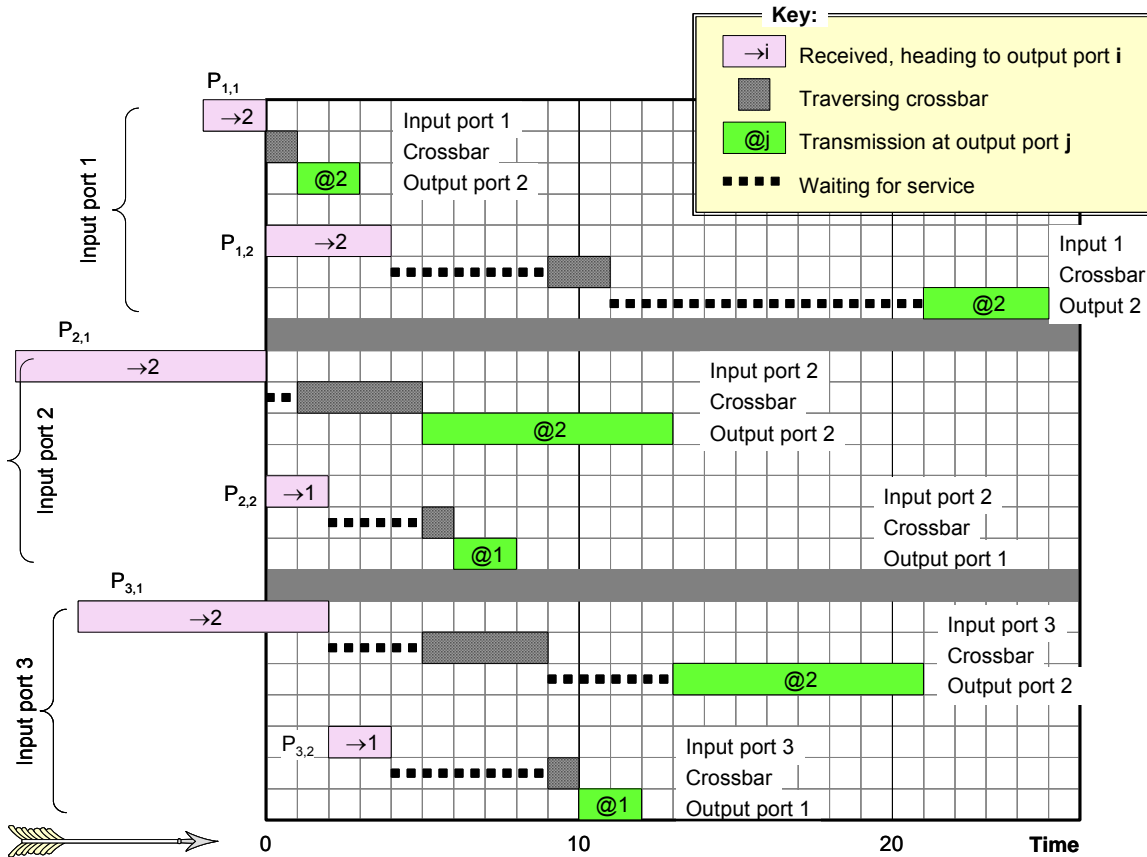 Key:
→i Received, heading to output port i
Traversing crossbar
@j Transmission at output port j
Waiting for service
Input port 1
P1,1
→2
Input port 1
Crossbar
@2
Output port 2
P1,2
→2
Input 1
Crossbar
@2
Output 2
Input port 2
P2,1
→2
Input port 2
Crossbar
@2
Output port 2
P2,2
→1
Input port 2
Crossbar
@1
Output port 1
Input port 3
P3,1
→2
Input port 3
Crossbar
@2
Output port 2
P3,2
→1
Input port 3
Crossbar
@1
Output port 1
0 10 20 Time